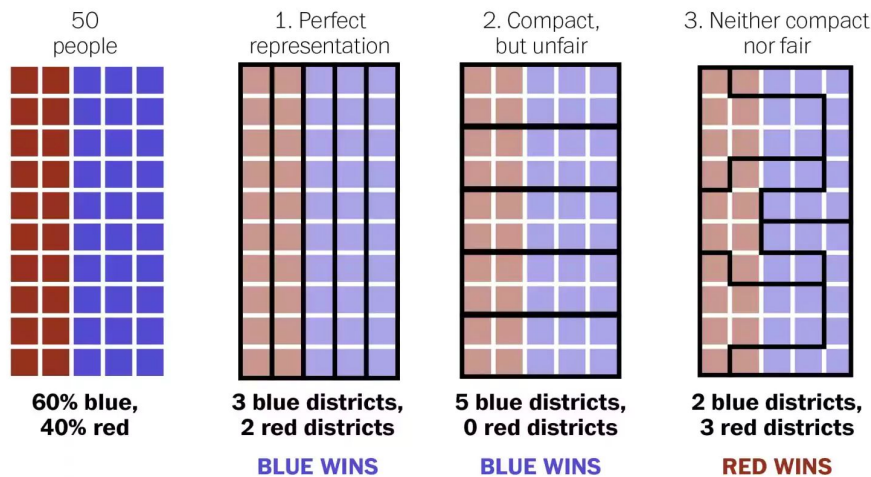 50
people
60% blue,
40% red
1. Perfect
representation
3 blue districts,
2 red districts
BLUE WINS
2. Compact,
but unfair
5 blue districts,
0 red districts
BLUE WINS
3. Neither compact
nor fair
2 blue districts,
3 red districts
RED WINS